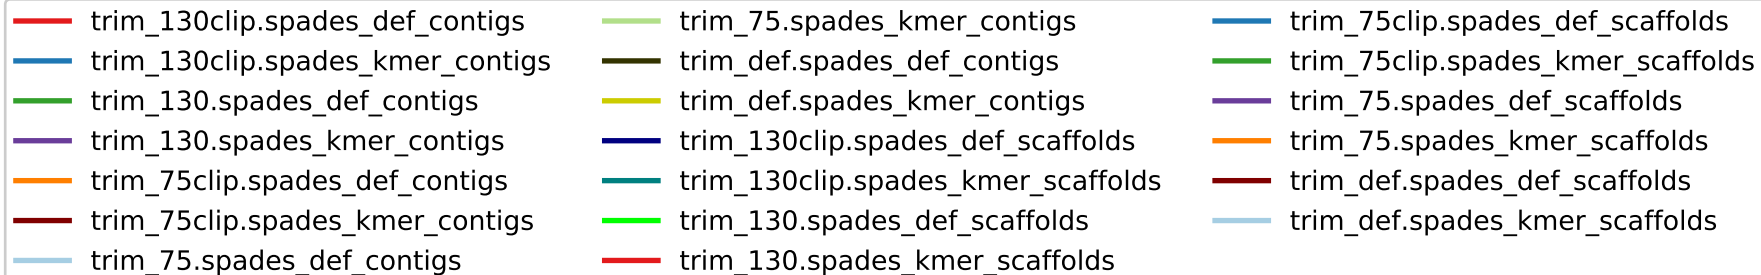 trim_130clip.spades_def_contigs
trim_130clip.spades_kmer_contigs
trim_130.spades_def_contigs
trim_130.spades_kmer_contigs
trim_75clip.spades_def_contigs
trim_75clip.spades_kmer_contigs
trim_75.spades_def_contigs
trim_75.spades_kmer_contigs
trim_def.spades_def_contigs
trim_def.spades_kmer_contigs
trim_130clip.spades_def_scaffolds
trim_130clip.spades_kmer_scaffolds
trim_130.spades_def_scaffolds
trim_130.spades_kmer_scaffolds
trim_75clip.spades_def_scaffolds
trim_75clip.spades_kmer_scaffolds
trim_75.spades_def_scaffolds
trim_75.spades_kmer_scaffolds
trim_def.spades_def_scaffolds
trim_def.spades_kmer_scaffolds